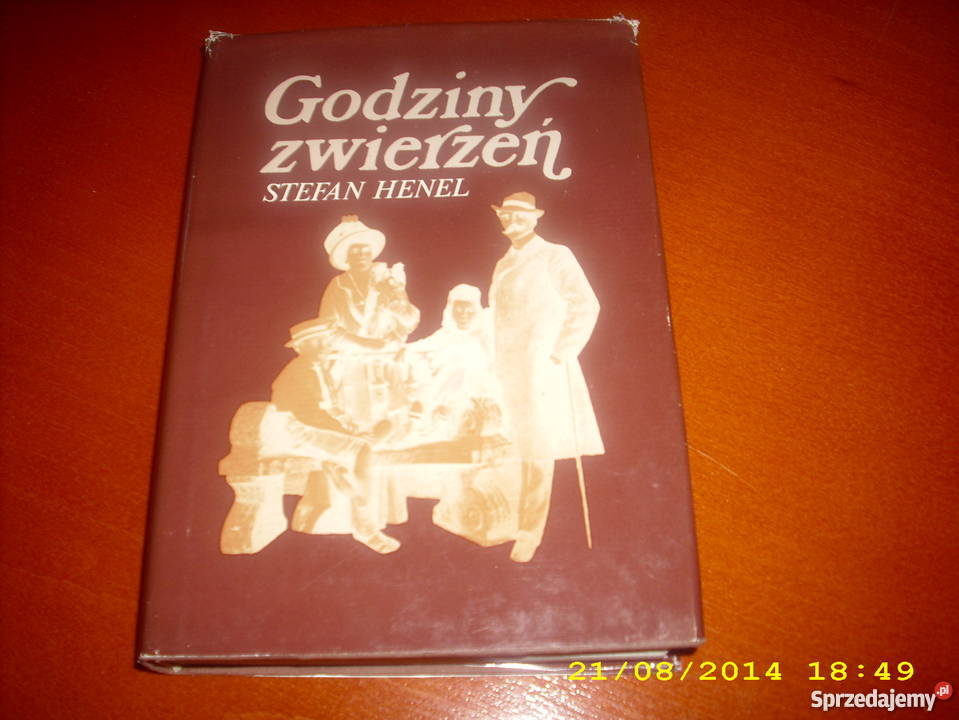 Godziny
zwierzeń
STEFAN HENEL
21/08/2014 18:49
Sprzedajemy.pl